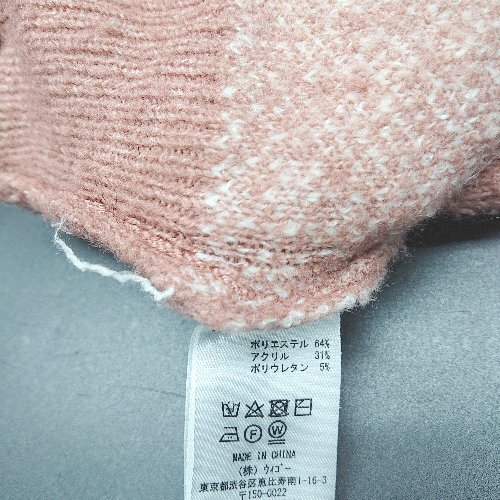 ポリエステル 64%
アクリル 31%
ポリウレタン 5%
F W
MADE IN CHINA
(株) ウィゴー
東京都渋谷区恵比寿南1-16-3
〒150-0022